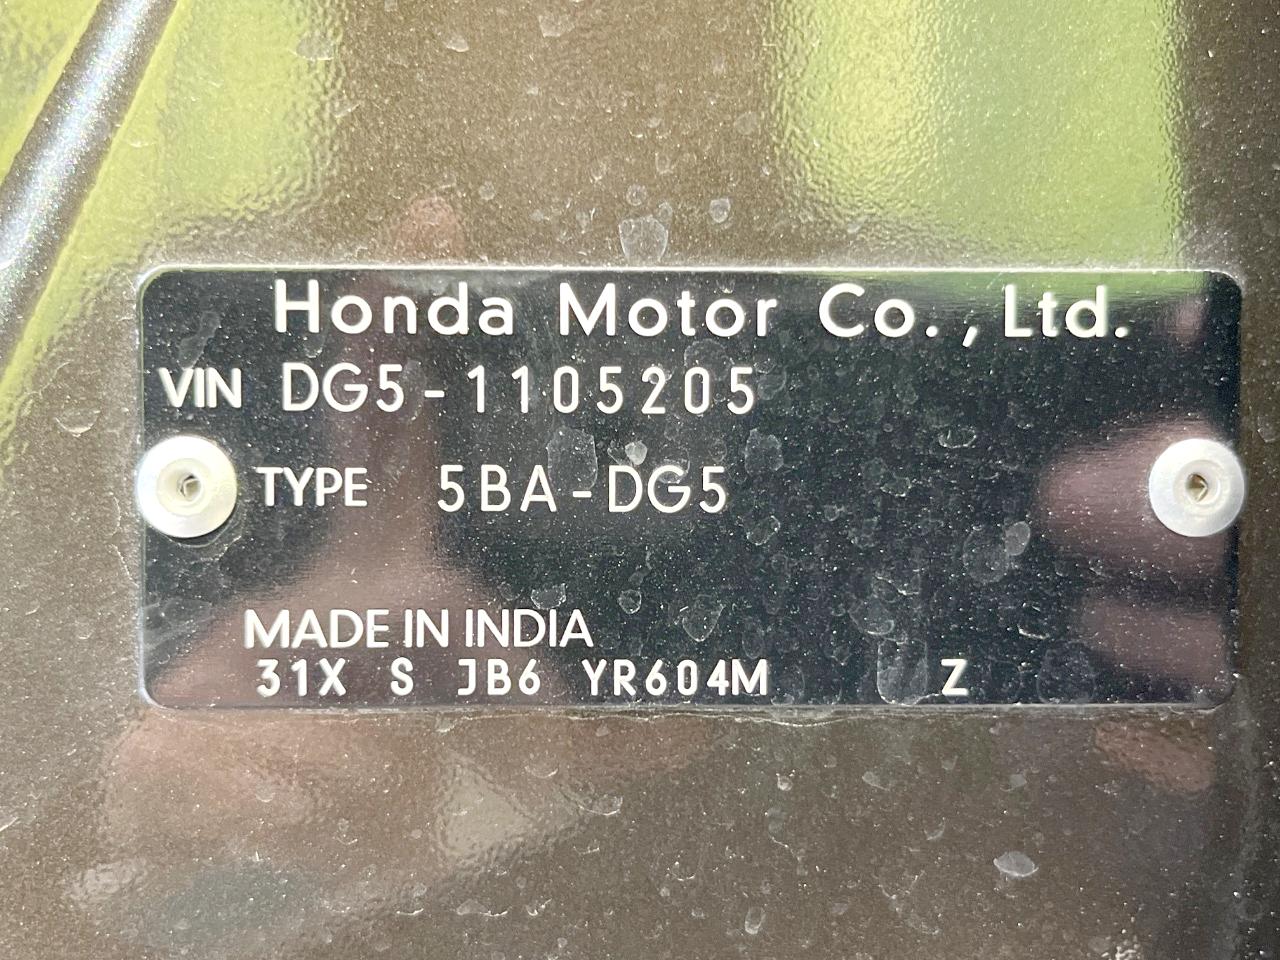 Honda Motor Co., Ltd.
VIN DG5-1105205
TYPE 5BA-DG5
MADE IN INDIA
31X S JB6 YR604M Z